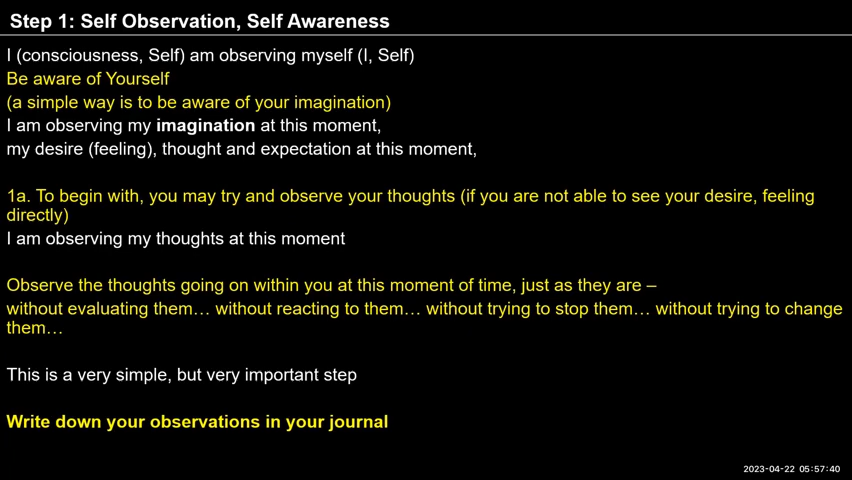 Step 1: Self Observation, Self Awareness
I (consciousness, Self) am observing myself (I, Self)
Be aware of Yourself
(a simple way is to be aware of your imagination)
I am observing my imagination at this moment,
my desire (feeling), thought and expectation at this moment,
1a. To begin with, you may try and observe your thoughts (if you are not able to see your desire, feeling
directly)
I am observing my thoughts at this moment
Observe the thoughts going on within you at this moment of time, just as they are –
without evaluating them… without reacting to them… without trying to stop them… without trying to change
them…
This is a very simple, but very important step
Write down your observations in your journal
2023-04-22 05:57:40